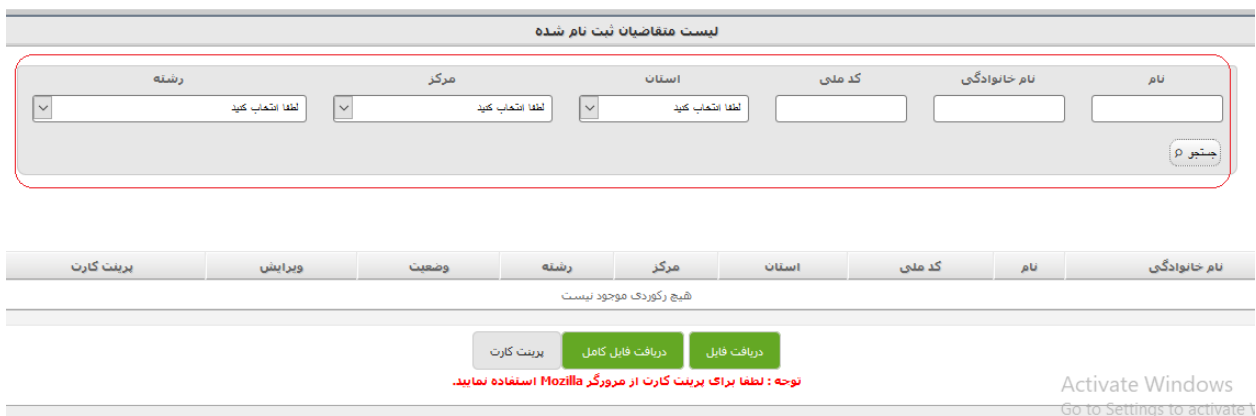 لیست متقاضیان ثبت نام شده
نام نام خانوادگی کد ملی استان مرکز رشته
لطفا انتخاب کنید لطفا انتخاب کنید لطفا انتخاب کنید
جستجو
نام خانوادگی نام کد ملی استان مرکز رشته وضعیت ویرایش پرینت کارت
هیچ رکوردی موجود نیست
دریافت فایل دریافت فایل کامل پرینت کارت
توجه : لطفا برای پرینت کارت از مرورگر Mozilla استفاده نمایید.
Activate Windows
Go to Settings to activate